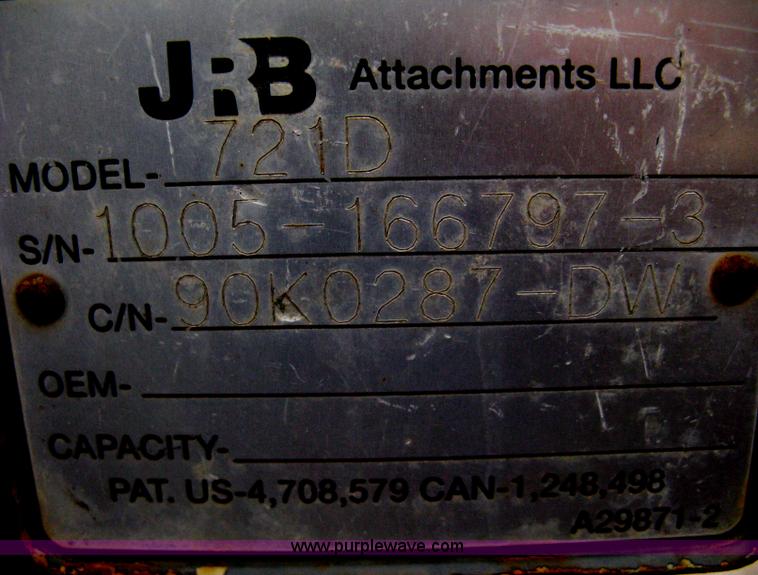 JRB Attachments LLC
MODEL- 721D
S/N- 1005-166797-3
C/N- 90K0287-DW
OEM-
CAPACITY-
PAT. US-4,708,579 CAN-1,248,498
A29871-2
www.purplewave.com